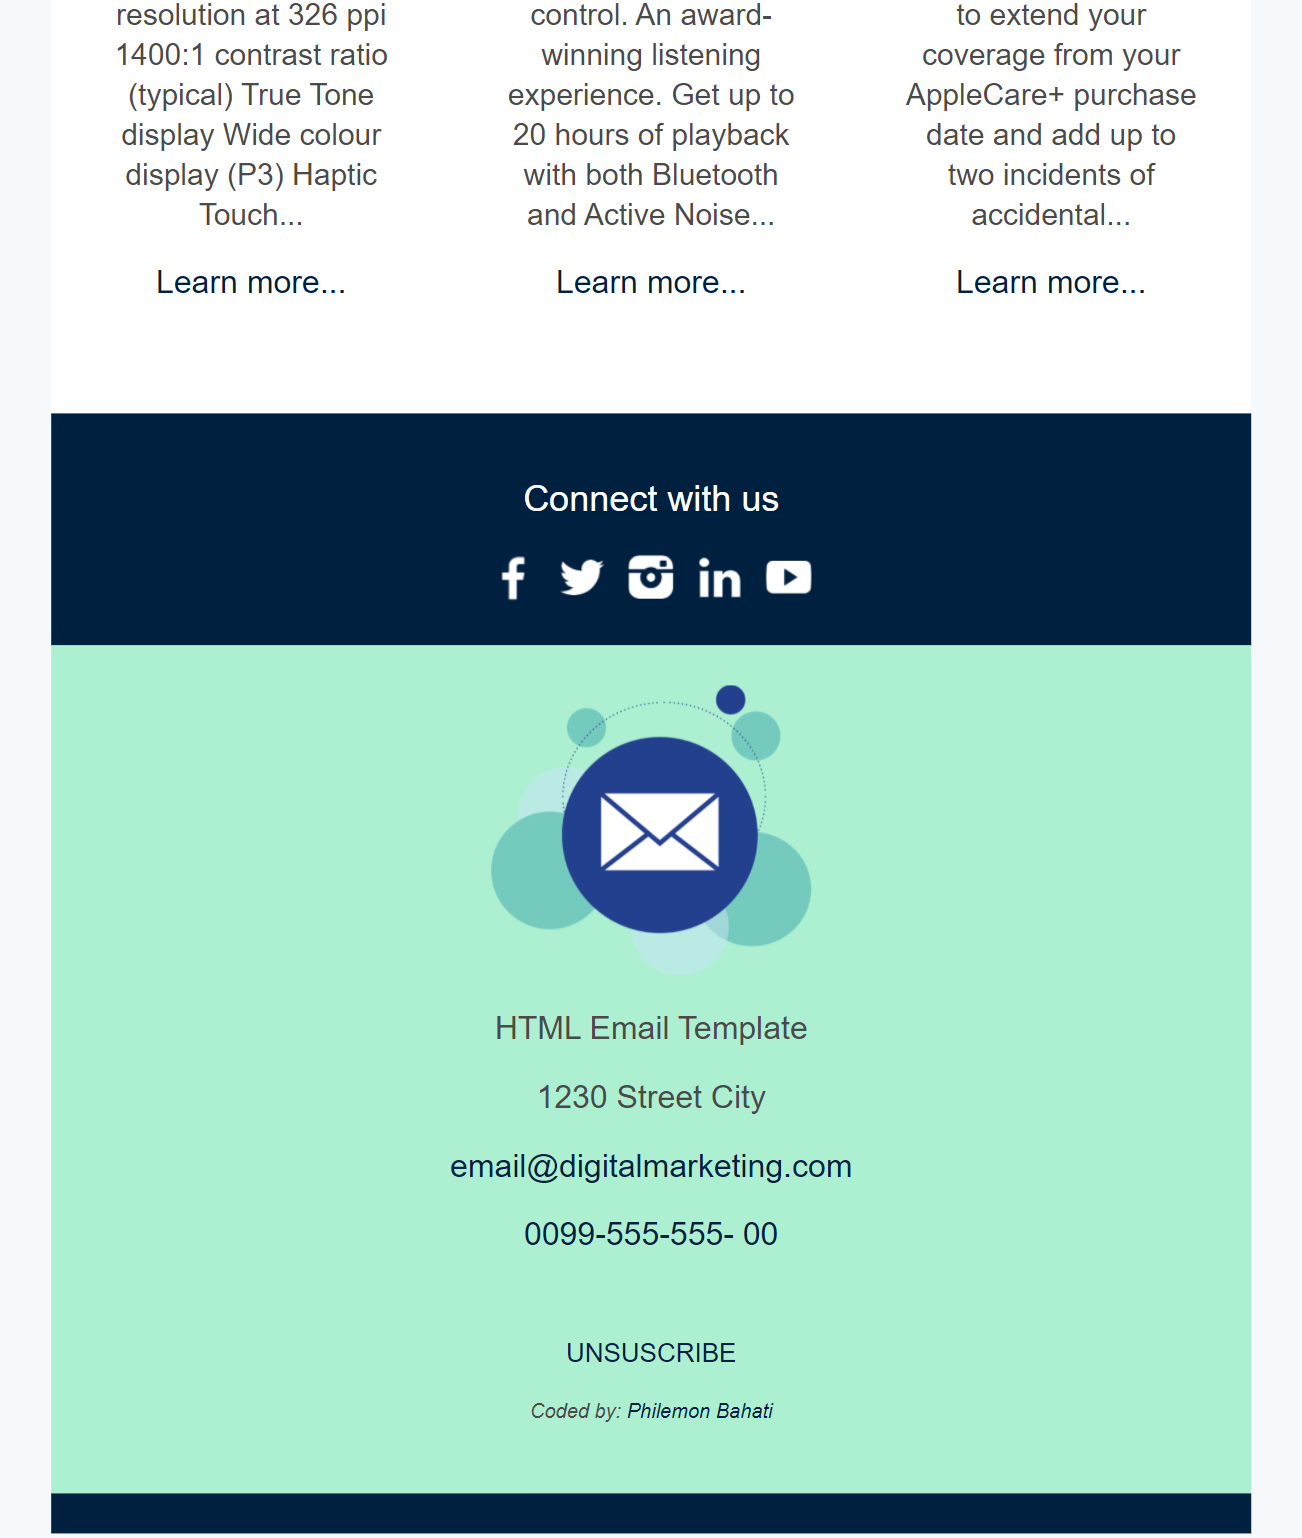 resolution at 326 ppi
1400:1 contrast ratio
(typical) True Tone
display Wide colour
display (P3) Haptic
Touch...
Learn more...
control. An award-
winning listening
experience. Get up to
20 hours of playback
with both Bluetooth
and Active Noise...
Learn more...
to extend your
coverage from your
AppleCare+ purchase
date and add up to
two incidents of
accidental...
Learn more...
Connect with us
HTML Email Template
1230 Street City
email@digitalmarketing.com
0099-555-555- 00
UNSUSCRIBE
Coded by: Philemon Bahati